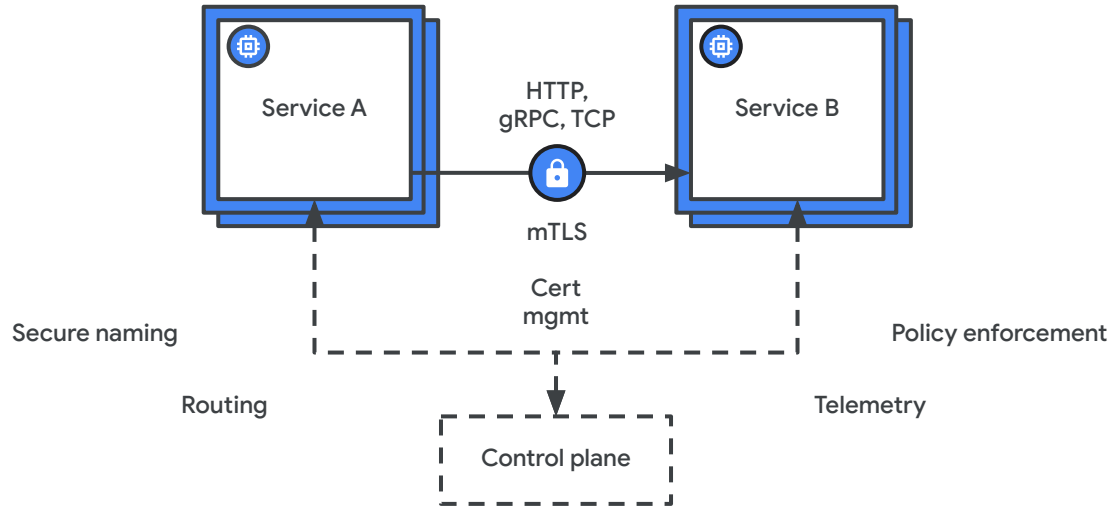 Service A
HTTP,
gRPC, TCP
Service B
mTLS
Cert
mgmt
Secure naming
Policy enforcement
Routing
Telemetry
Control plane